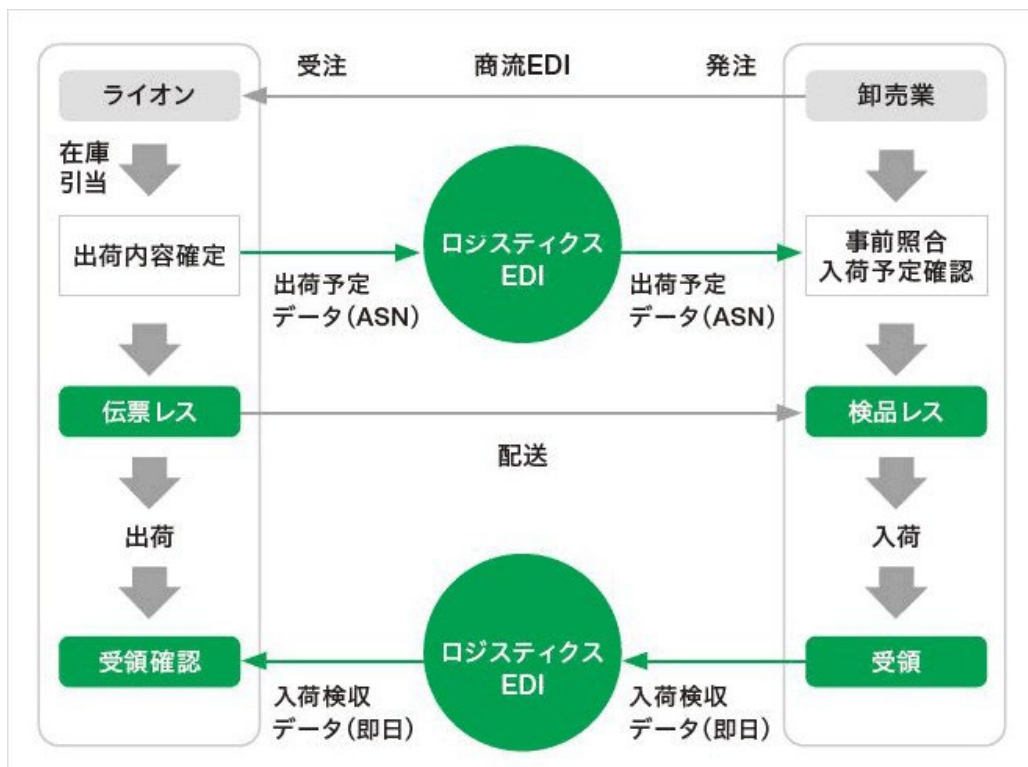 受注 商流EDI 発注
ライオン
卸売業
在庫
引当
出荷内容確定
ロジスティクス
EDI
事前照合
入荷予定確認
出荷予定
データ(ASN)
出荷予定
データ(ASN)
伝票レス
検品レス
配送
出荷
入荷
受領確認
ロジスティクス
EDI
受領
入荷検収
データ(即日)
入荷検収
データ(即日)